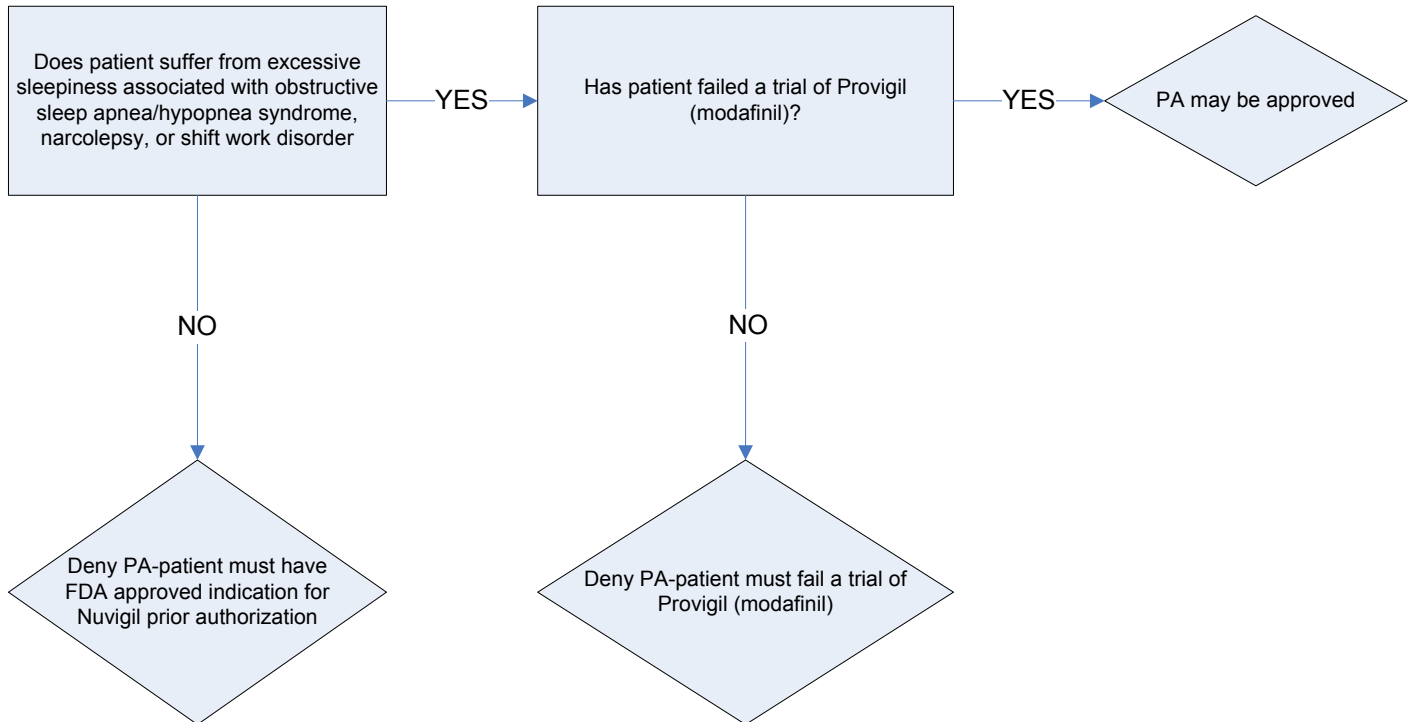 Does patient suffer from excessive
sleepiness associated with obstructive
sleep apnea/hypopnea syndrome,
narcolepsy, or shift work disorder
YES
Has patient failed a trial of Provigil
(modafinil)?
YES
PA may be approved
NO
NO
Deny PA-patient must have
FDA approved indication for
Nuvigil prior authorization
Deny PA-patient must fail a trial of
Provigil (modafinil)